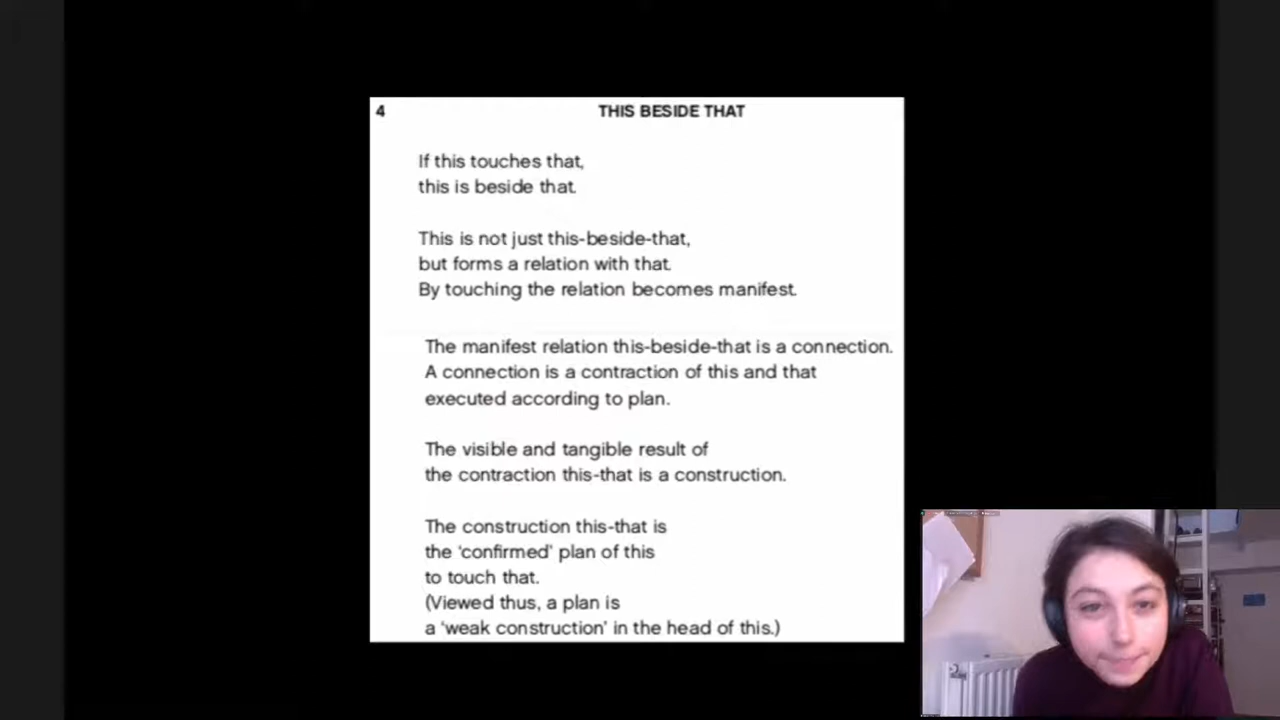 4 THIS BESIDE THAT
If this touches that,
this is beside that.
This is not just this-beside-that,
but forms a relation with that.
By touching the relation becomes manifest.
The manifest relation this-beside-that is a connection.
A connection is a contraction of this and that
executed according to plan.
The visible and tangible result of
the contraction this-that is a construction.
The construction this-that is
the ‘confirmed’ plan of this
to touch that.
(Viewed thus, a plan is
a ‘weak construction’ in the head of this.)